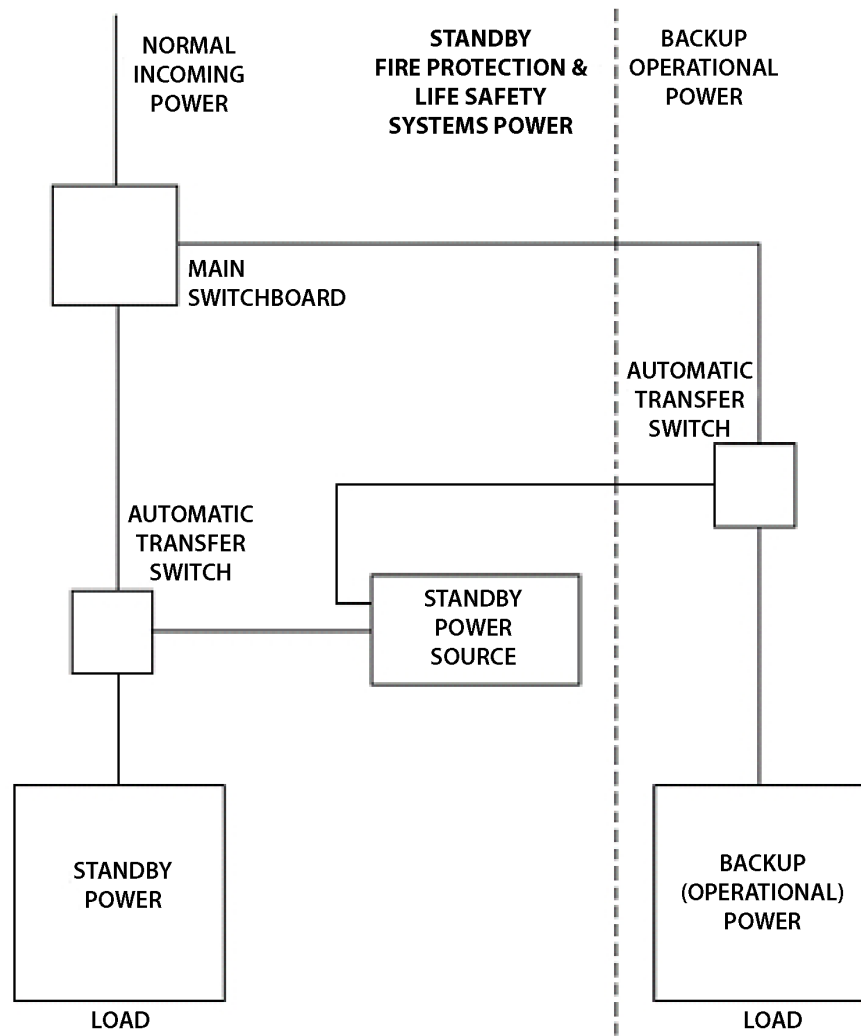 NORMAL
INCOMING
POWER
STANDBY
FIRE PROTECTION &
LIFE SAFETY
SYSTEMS POWER
BACKUP
OPERATIONAL
POWER
MAIN
SWITCHBOARD
AUTOMATIC
TRANSFER
SWITCH
AUTOMATIC
TRANSFER
SWITCH
STANDBY
POWER
SOURCE
STANDBY
POWER
LOAD
BACKUP
(OPERATIONAL)
POWER
LOAD